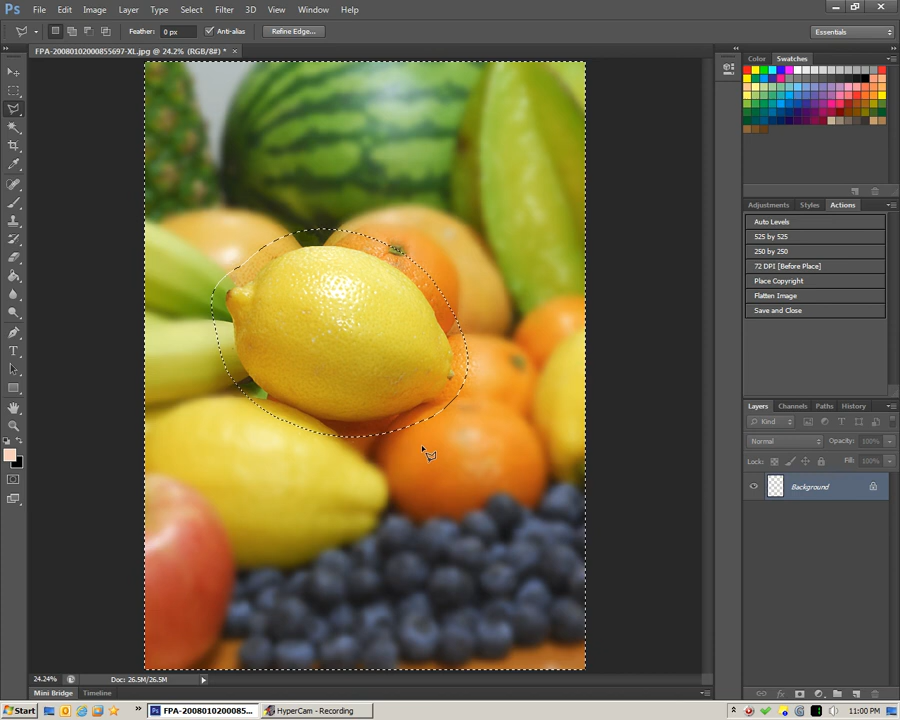 Ps File Edit Image Layer Type Select Filter 3D View Window Help
Feather: 0 px Anti-alias Refine Edge... Essentials
FPA-20080102000855697-XL.jpg @ 24.2% (RGB/8#) * ×
Color Swatches
Adjustments Styles Actions
Auto Levels
525 by 525
250 by 250
72 DPI [Before Place]
Place Copyright
Flatten Image
Save and Close
Layers Channels Paths History
Kind
Normal Opacity: 100%
Lock: Fill: 100%
Background
24.24% Doc: 26.5M/26.5M
Mini Bridge Timeline
Start FPA-2008010200085... HyperCam - Recording 11:00 PM